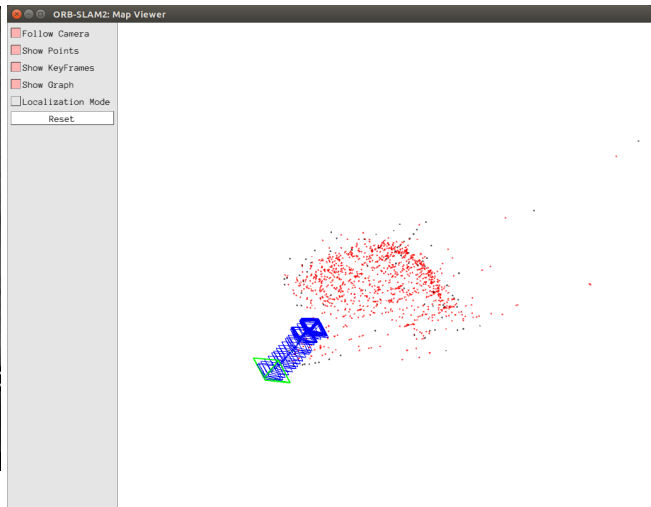 ORB-SLAM2: Map Viewer
Follow Camera
Show Points
Show KeyFrames
Show Graph
Localization Mode
Reset